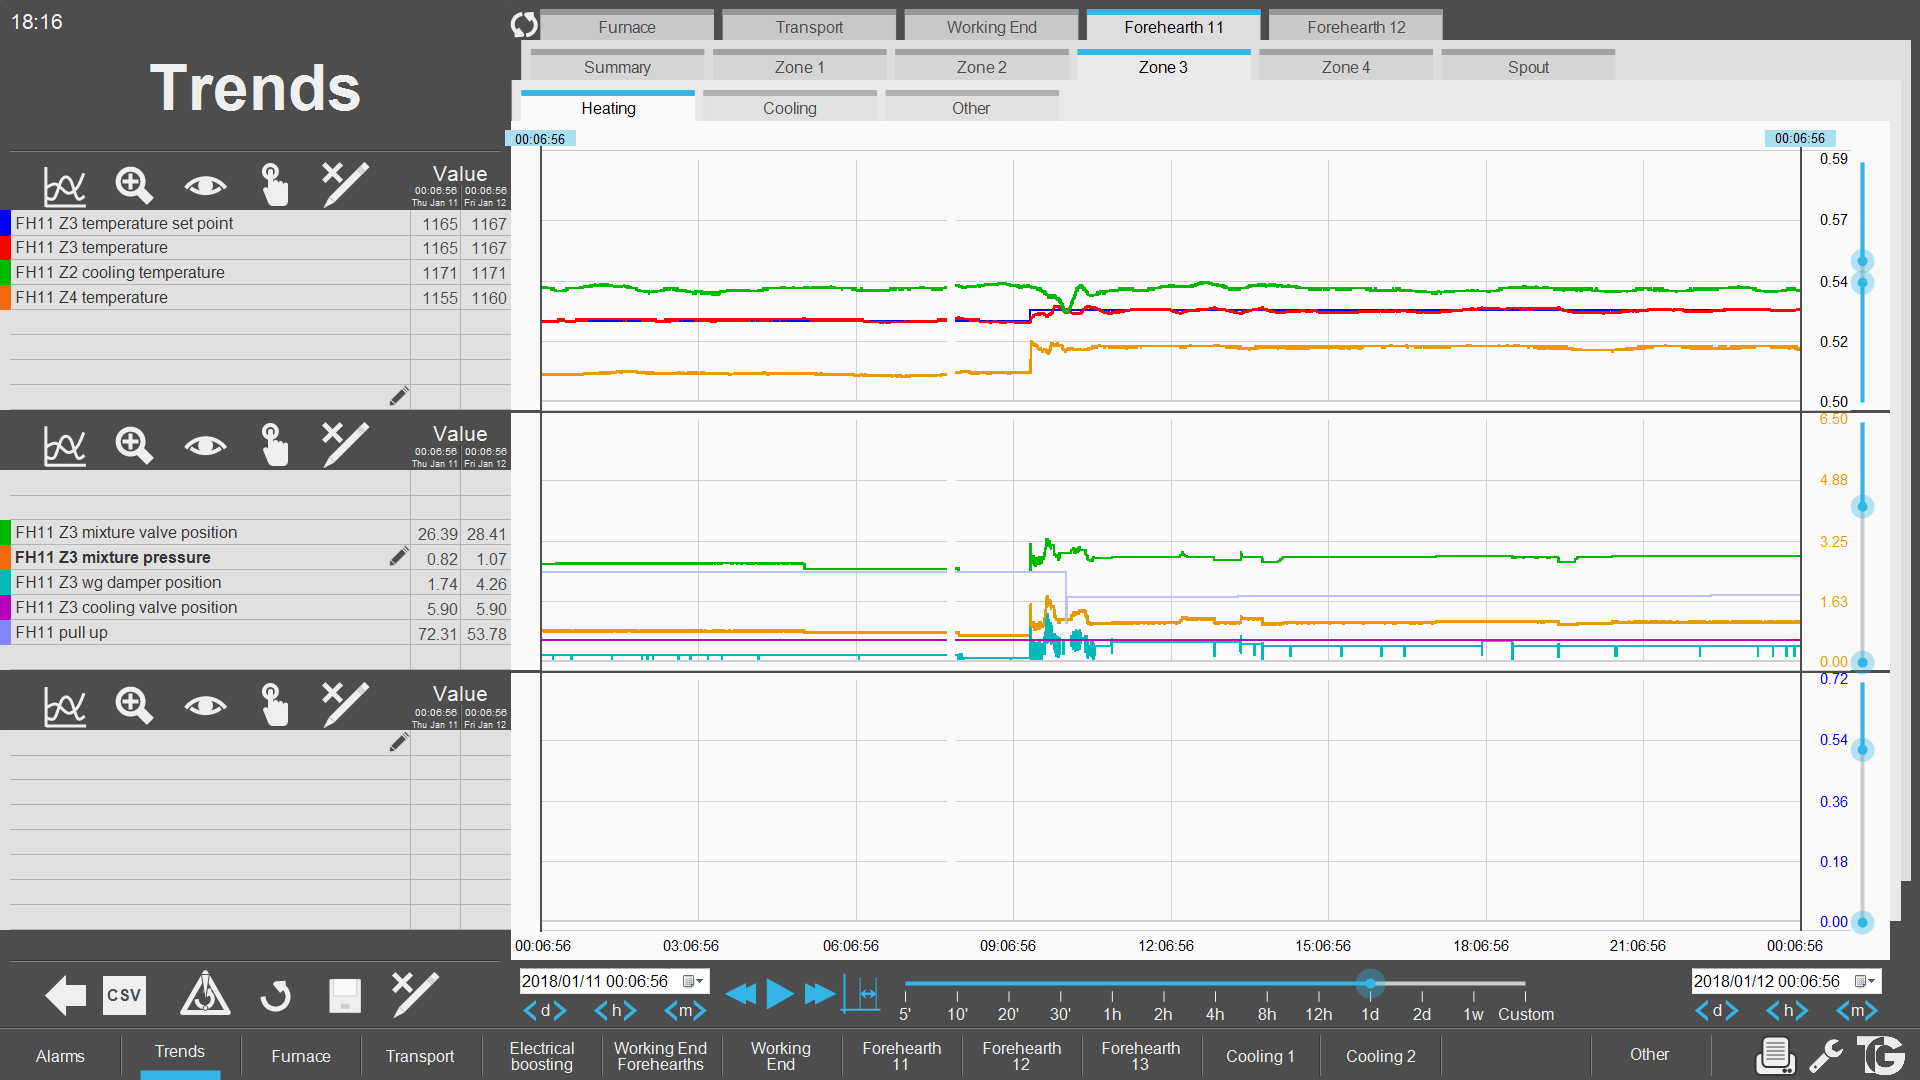 18:16
Trends
Furnace
Transport
Working End
Forehearth 11
Forehearth 12
Summary
Zone 1
Zone 2
Zone 3
Zone 4
Spout
Heating
Cooling
Other
00:06:56
00:06:56
Value
00:06:56 00:06:56
Thu Jan 11 Fri Jan 12
FH11 Z3 temperature set point 1165 1167
FH11 Z3 temperature 1165 1167
FH11 Z2 cooling temperature 1171 1171
FH11 Z4 temperature 1155 1160
0.59
0.57
0.54
0.52
0.50
Value
00:06:56 00:06:56
Thu Jan 11 Fri Jan 12
FH11 Z3 mixture valve position 26.39 28.41
FH11 Z3 mixture pressure 0.82 1.07
FH11 Z3 wg damper position 1.74 4.26
FH11 Z3 cooling valve position 5.90 5.90
FH11 pull up 72.31 53.78
6.50
4.88
3.25
1.63
0.00
Value
00:06:56 00:06:56
Thu Jan 11 Fri Jan 12
0.72
0.54
0.36
0.18
0.00
00:06:56 03:06:56 06:06:56 09:06:56 12:06:56 15:06:56 18:06:56 21:06:56 00:06:56
CSV
2018/01/11 00:06:56
d h m
5' 10' 20' 30' 1h 2h 4h 8h 12h 1d 2d 1w Custom
2018/01/12 00:06:56
d h m
Alarms
Trends
Furnace
Transport
Electrical
boosting
Working End
Forehearths
Working
End
Forehearth
11
Forehearth
12
Forehearth
13
Cooling 1
Cooling 2
Other
TG